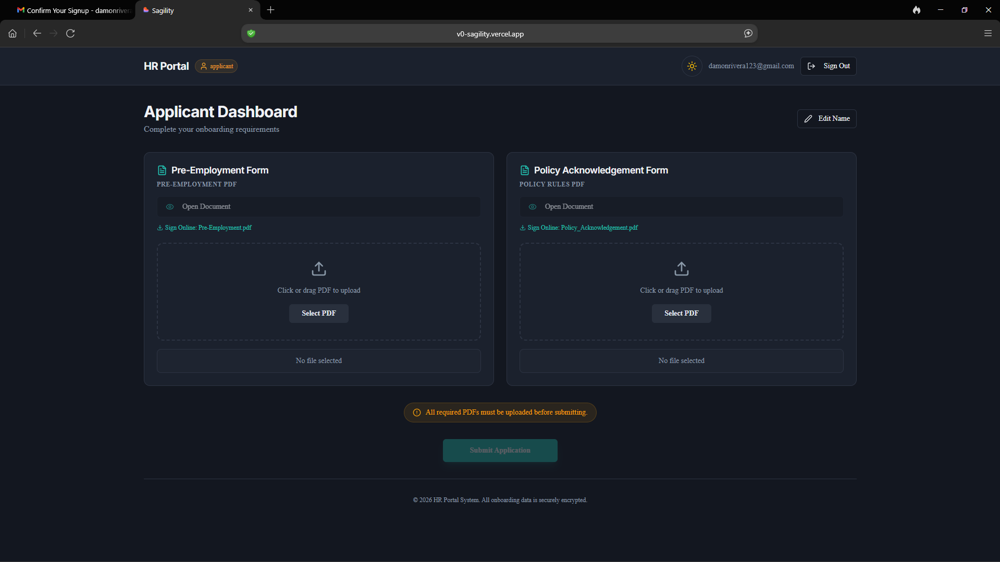 Confirm Your Signup - damonrivera
Sagility
v0-sagility.vercel.app
HR Portal
applicant
damonrivera123@gmail.com
Sign Out
Applicant Dashboard
Complete your onboarding requirements
Edit Name
Pre-Employment Form
PRE-EMPLOYMENT PDF
Open Document
Sign Online: Pre-Employment.pdf
Click or drag PDF to upload
Select PDF
No file selected
Policy Acknowledgement Form
POLICY RULES PDF
Open Document
Sign Online: Policy_Acknowledgement.pdf
Click or drag PDF to upload
Select PDF
No file selected
All required PDFs must be uploaded before submitting.
Submit Application
© 2026 HR Portal System. All onboarding data is securely encrypted.